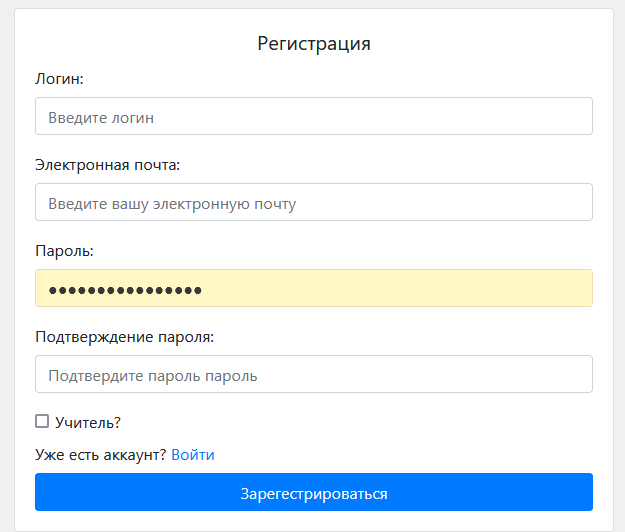 Регистрация
Логин:
Введите логин
Электронная почта:
Введите вашу электронную почту
Пароль:
●●●●●●●●●●●●●●●●
Подтверждение пароля:
Подтвердите пароль пароль
Учитель?
Уже есть аккаунт? Войти
Зарегестрироваться